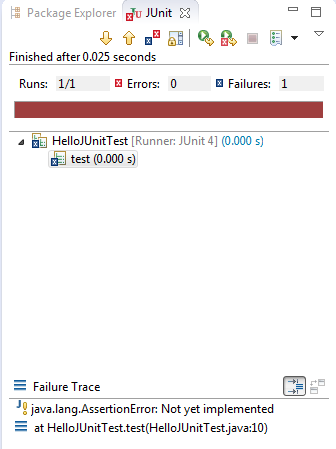 Package Explorer JUnit
Finished after 0.025 seconds
Runs: 1/1 Errors: 0 Failures: 1
HelloJUnitTest [Runner: JUnit 4] (0.000 s)
test (0.000 s)
Failure Trace
java.lang.AssertionError: Not yet implemented
at HelloJUnitTest.test(HelloJUnitTest.java:10)